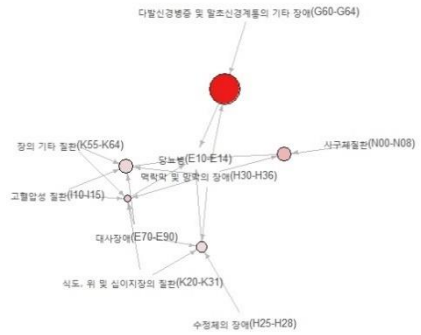 다발신경병증 및 말초신경계통의 기타 장애(G60-G64)
사구체질환(N00-N08)
장의 기타 질환(K55-K64)
당뇨병(E10-E14)
맥락막 및 망막의 장애(H30-H36)
고혈압성 질환(I10-I15)
대사장애(E70-E90)
식도, 위 및 십이지장의 질환(K20-K31)
수정체의 장애(H25-H28)